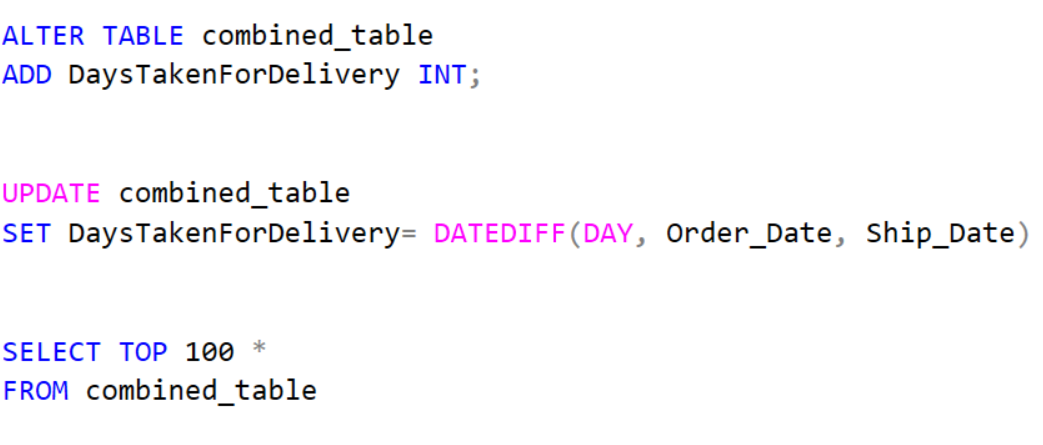 ALTER TABLE combined_table
ADD DaysTakenForDelivery INT;
UPDATE combined_table
SET DaysTakenForDelivery= DATEDIFF(DAY, Order_Date, Ship_Date)
SELECT TOP 100 *
FROM combined_table